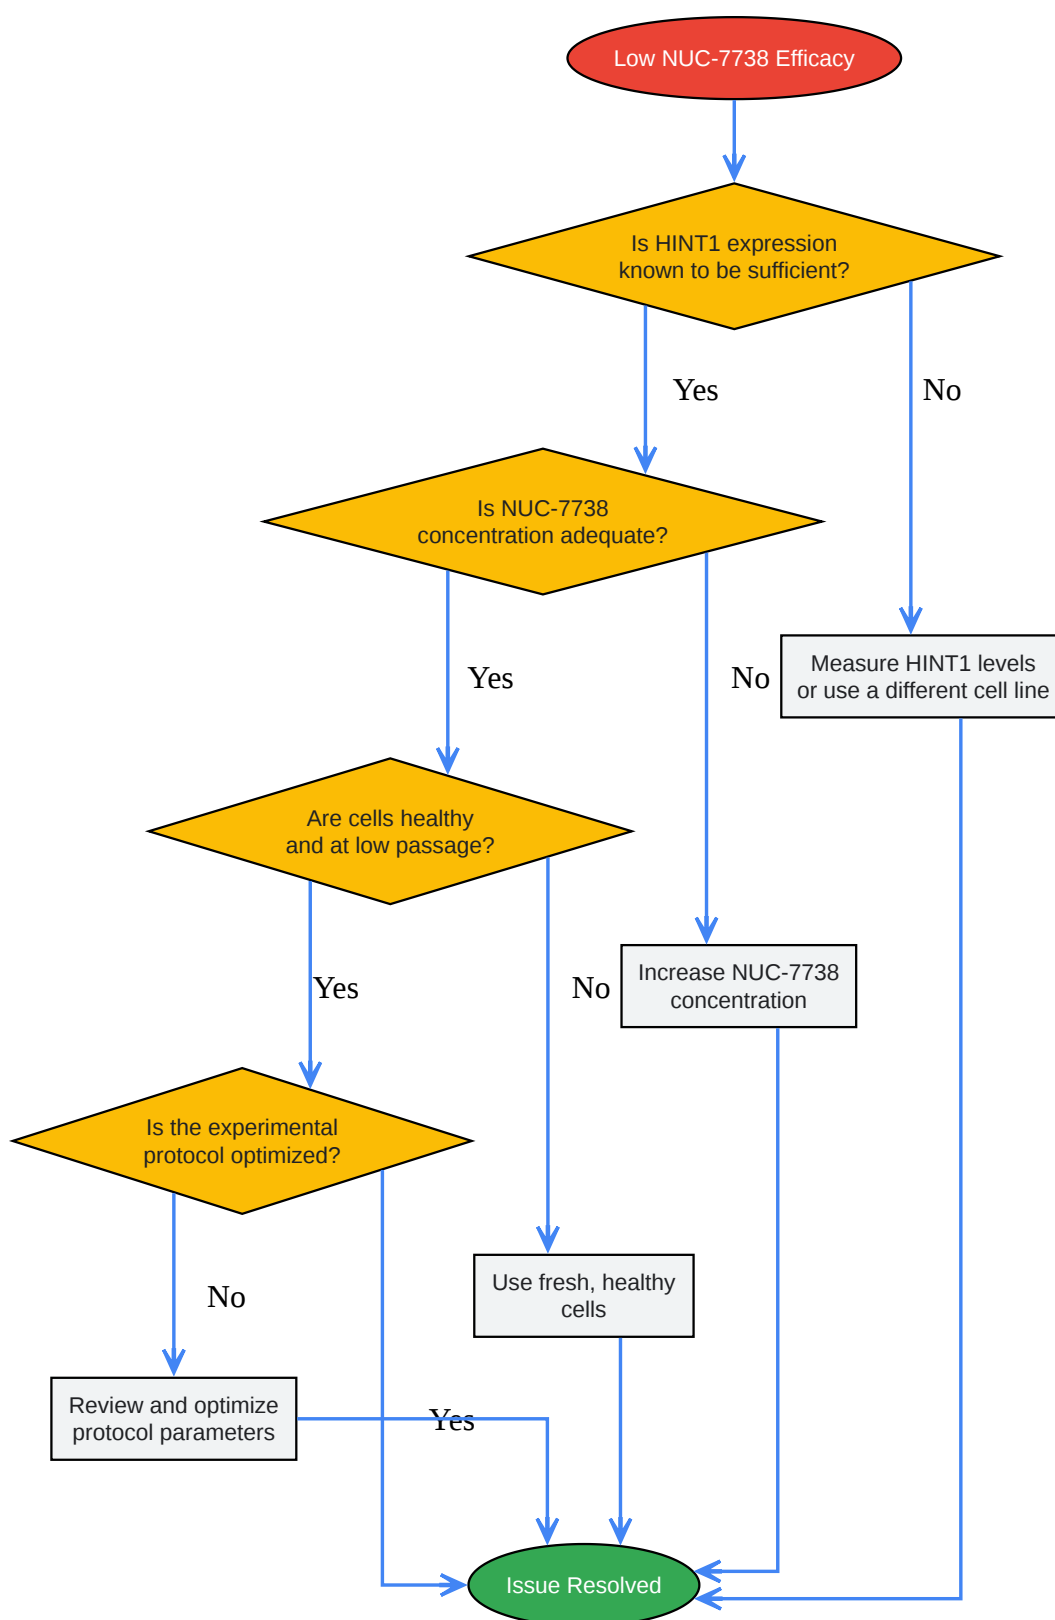 Low NUC-7738 Efficacy
Is HINT1 expression
known to be sufficient?
Yes
No
Is NUC-7738
concentration adequate?
Yes
No
Measure HINT1 levels
or use a different cell line
Are cells healthy
and at low passage?
Yes
No
Increase NUC-7738
concentration
Is the experimental
protocol optimized?
No
Use fresh, healthy
cells
Review and optimize
protocol parameters
Yes
Issue Resolved